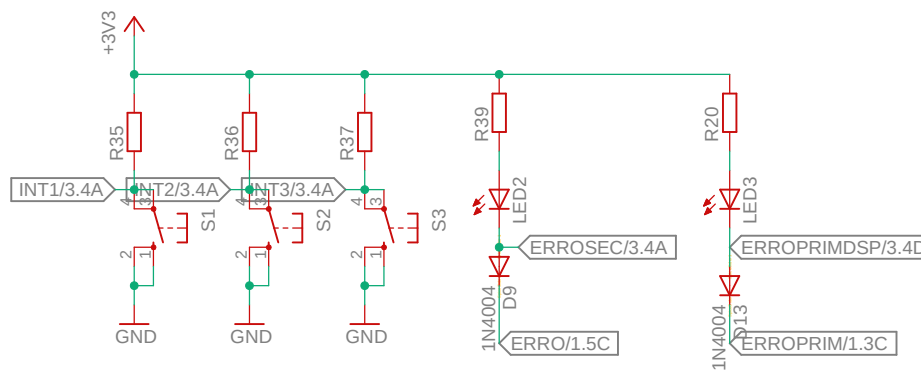 +3V3
R35
R36
R37
R39
R20
INT1/3.4A
INT2/3.4A
INT3/3.4A
4
3
4
3
4
3
S1
S2
S3
2
1
2
1
2
1
GND
GND
GND
LED2
LED3
ERROSEC/3.4A
ERROPRIMDSP/3.4D
1N4004
D9
1N4004
D13
ERRO/1.5C
ERROPRIM/1.3C